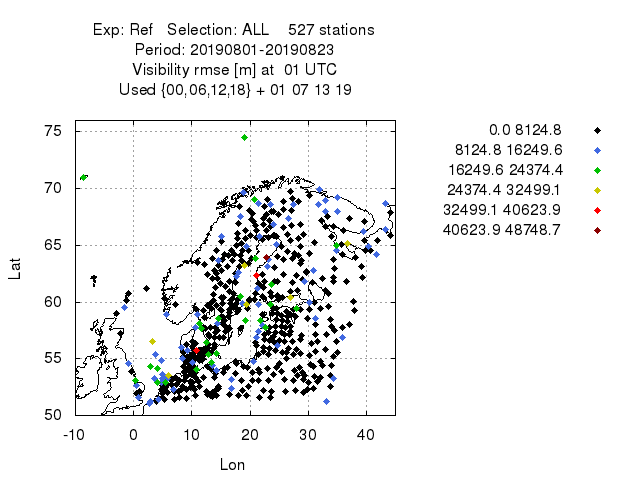 Exp: Ref Selection: ALL 527 stations
Period: 20190801-20190823
Visibility rmse [m] at 01 UTC
Used {00,06,12,18} + 01 07 13 19
0.0 8124.8
8124.8 16249.6
16249.6 24374.4
24374.4 32499.1
32499.1 40623.9
40623.9 48748.7
75
70
65
60
55
50
Lat
-10 0 10 20 30 40
Lon